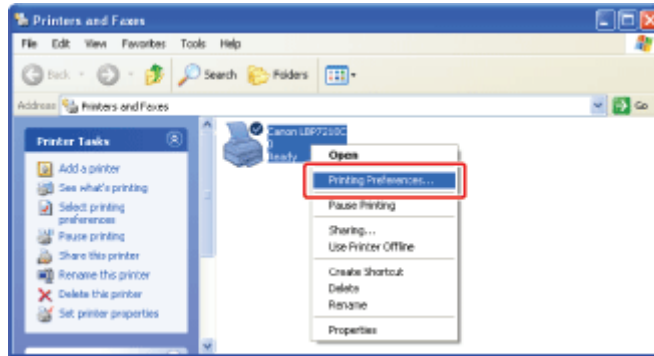 Printers and Faxes
File Edit View Favorites Tools Help
Back Search Folders
Address Printers and Faxes Go
Printer Tasks
Add a printer
See what's printing
Select printing
preferences
Pause printing
Share this printer
Rename this printer
Delete this printer
Set printer properties
Canon LBP7210C
0
Ready
Open
Printing Preferences...
Pause Printing
Sharing...
Use Printer Offline
Create Shortcut
Delete
Rename
Properties